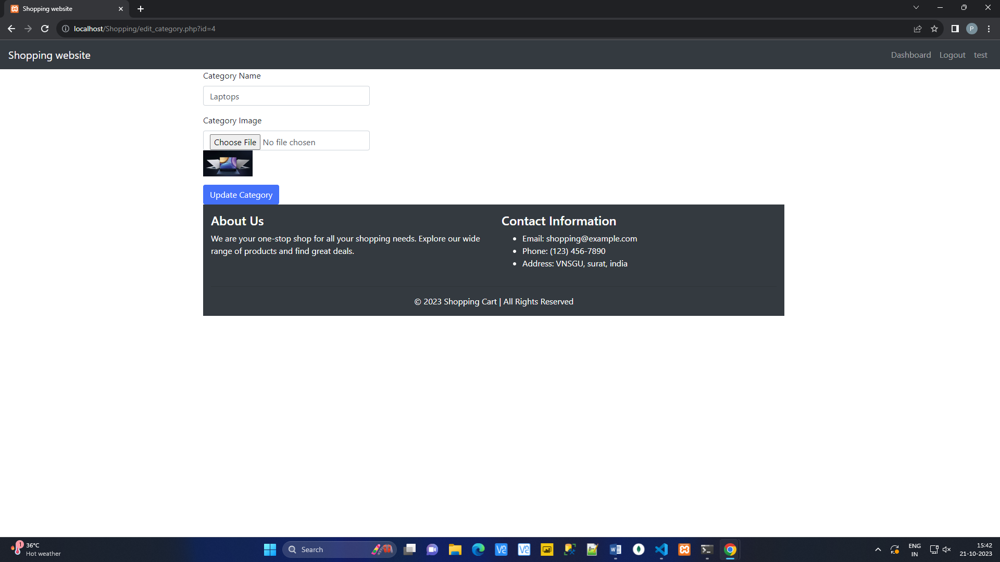 Shopping website
localhost/Shopping/edit_category.php?id=4
P
Shopping website
Dashboard Logout test
Category Name
Laptops
Category Image
Choose File No file chosen
Update Category
About Us
We are your one-stop shop for all your shopping needs. Explore our wide
range of products and find great deals.
Contact Information
Email: shopping@example.com
Phone: (123) 456-7890
Address: VNSGU, surat, india
© 2023 Shopping Cart | All Rights Reserved
1
36°C
Hot weather
Search
ENG
IN
15:42
21-10-2023